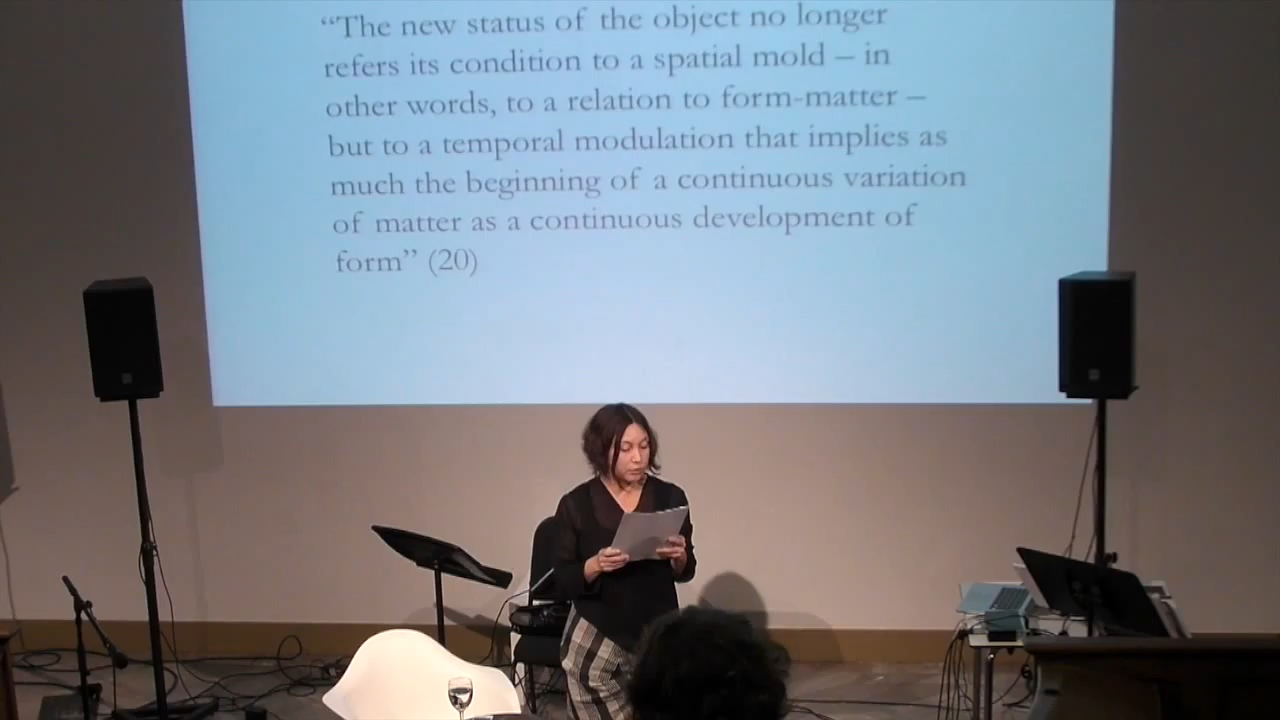 “The new status of the object no longer
refers its condition to a spatial mold – in
other words, to a relation to form-matter –
but to a temporal modulation that implies as
much the beginning of a continuous variation
of matter as a continuous development of
form” (20)